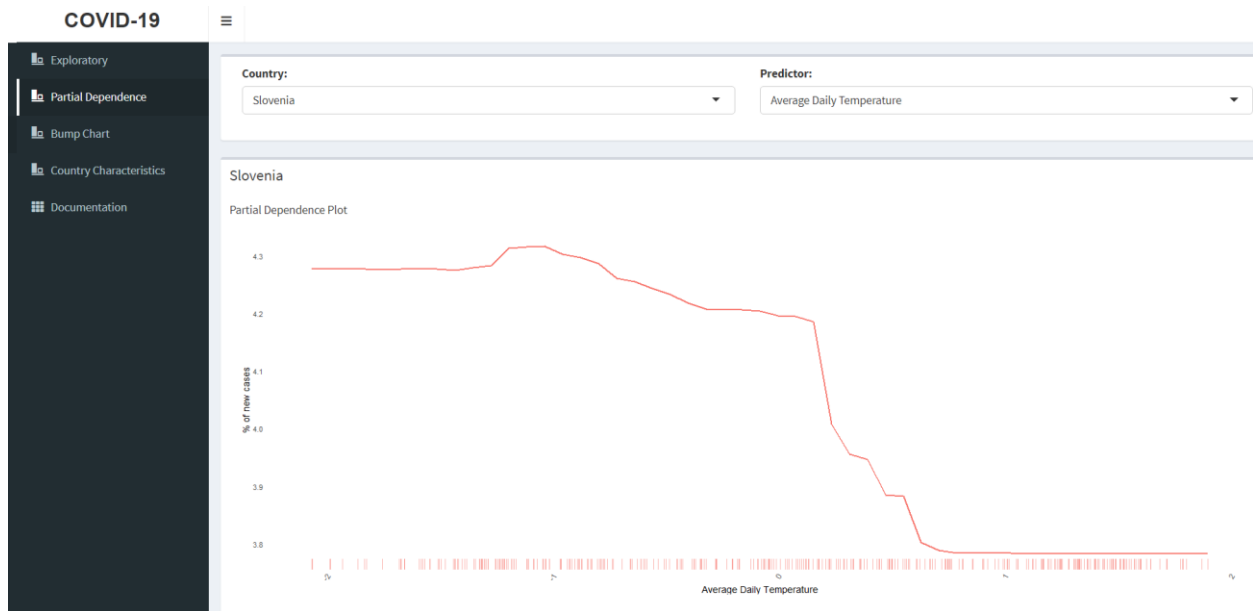 COVID-19
Exploratory
Partial Dependence
Bump Chart
Country Characteristics
Documentation
Country:
Slovenia
Predictor:
Average Daily Temperature
Slovenia
Partial Dependence Plot
4.3
4.2
4.1
4.0
3.9
3.8
% of new cases
-2
-1
0
1
2
Average Daily Temperature